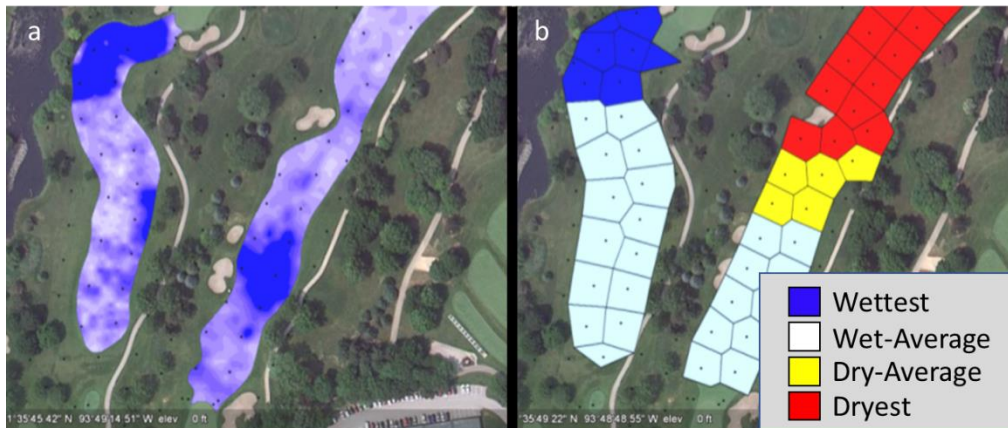 a
b
1°35'45 42" N 93°49'14 51" W elev 0 ft
35'49 22" N 93°48'48 55" W elev 0 ft
Wettest
Wet-Average
Dry-Average
Dryest